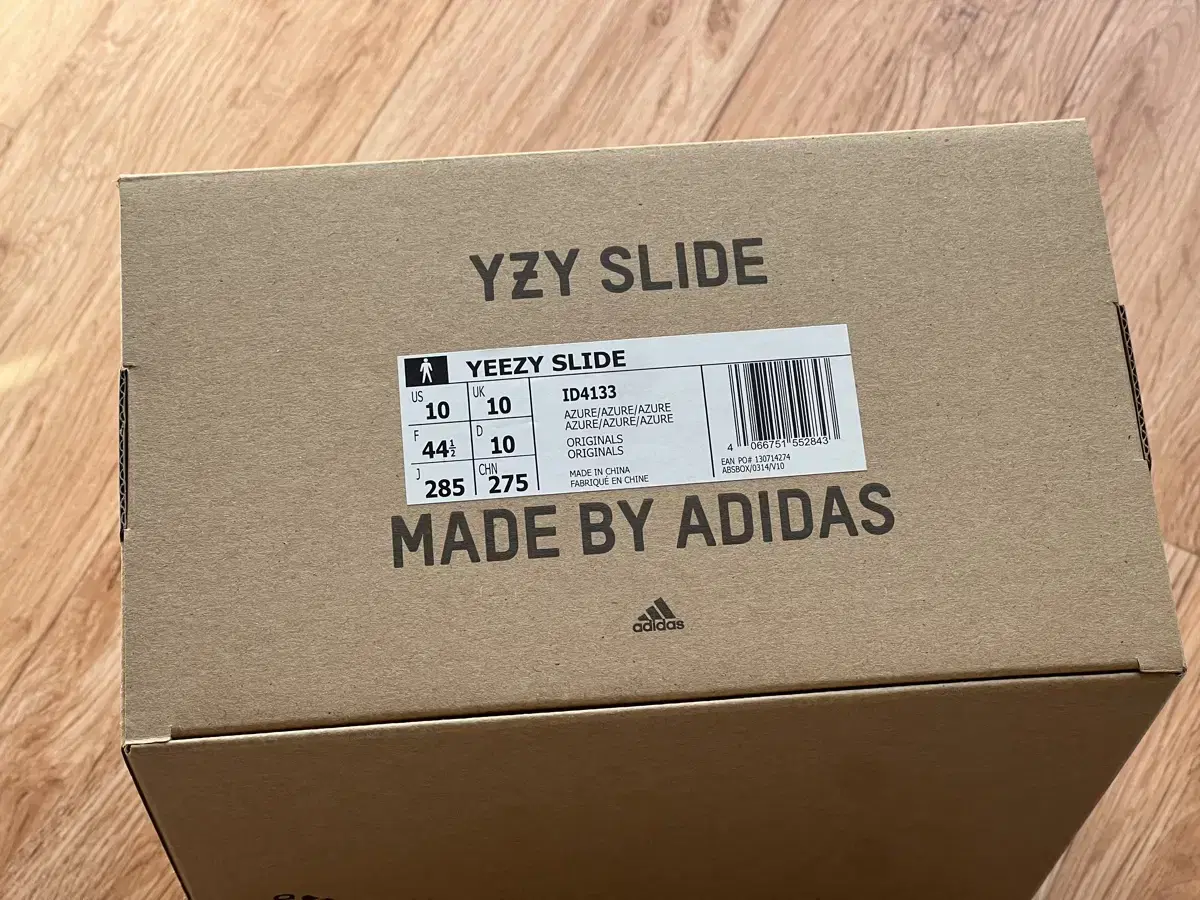 YZY SLIDE
YEEZY SLIDE
US 10 UK 10
F 44½ D 10
J 285 CHN 275
ID4133
AZURE/AZURE/AZURE
AZURE/AZURE/AZURE
ORIGINALS
ORIGINALS
MADE IN CHINA
FABRIQUÉ EN CHINE
4 066751 552843
EAN PO# 130714274
ABSBOX/0314/V10
MADE BY ADIDAS
adidas